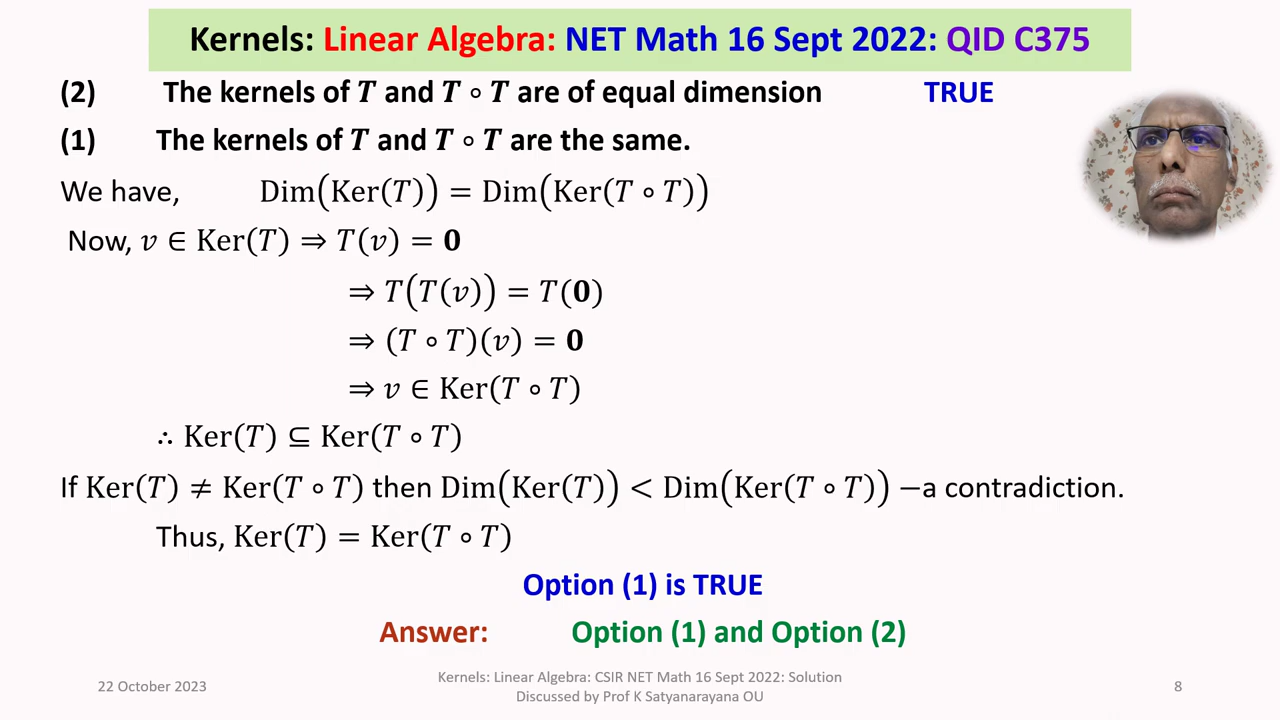 Kernels: Linear Algebra: NET Math 16 Sept 2022: QID C375
(2) The kernels of T and T ∘ T are of equal dimension TRUE
(1) The kernels of T and T ∘ T are the same.
We have, Dim(Ker(T)) = Dim(Ker(T ∘ T))
Now, v ∈ Ker(T) ⇒ T(v) = 0
⇒ T(T(v)) = T(0)
⇒ (T ∘ T)(v) = 0
⇒ v ∈ Ker(T ∘ T)
∴ Ker(T) ⊆ Ker(T ∘ T)
If Ker(T) ≠ Ker(T ∘ T) then Dim(Ker(T)) < Dim(Ker(T ∘ T)) −a contradiction.
Thus, Ker(T) = Ker(T ∘ T)
Option (1) is TRUE
Answer: Option (1) and Option (2)
22 October 2023
Kernels: Linear Algebra: CSIR NET Math 16 Sept 2022: Solution
Discussed by Prof K Satyanarayana OU
8